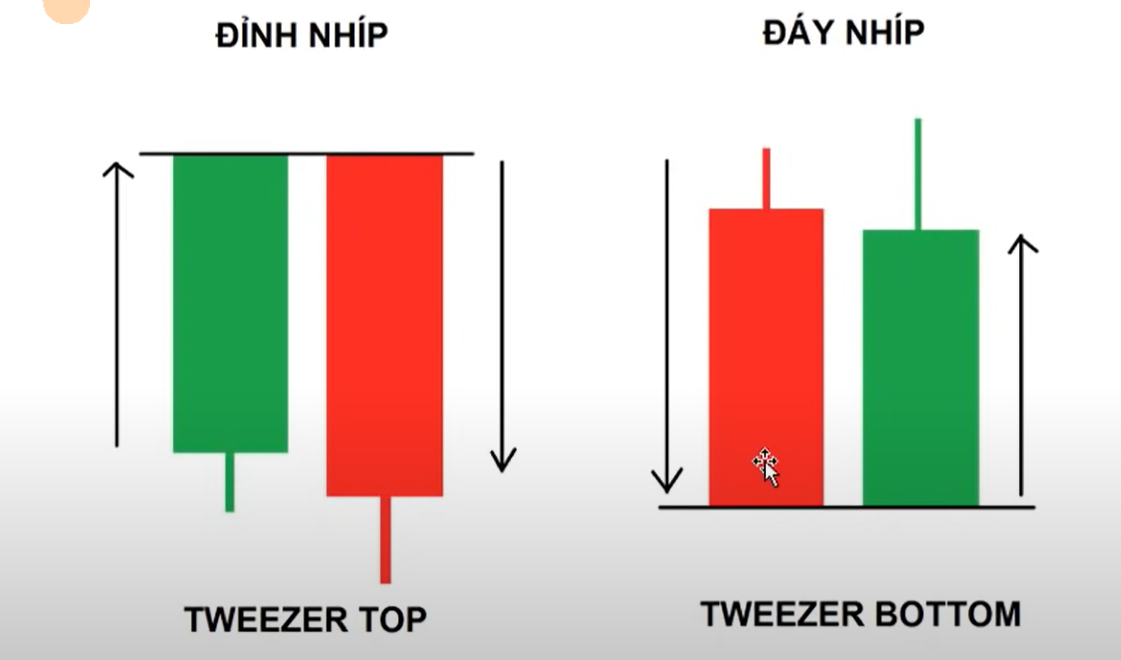 ĐỈNH NHÍP
ĐÁY NHÍP
TWEEZER TOP
TWEEZER BOTTOM